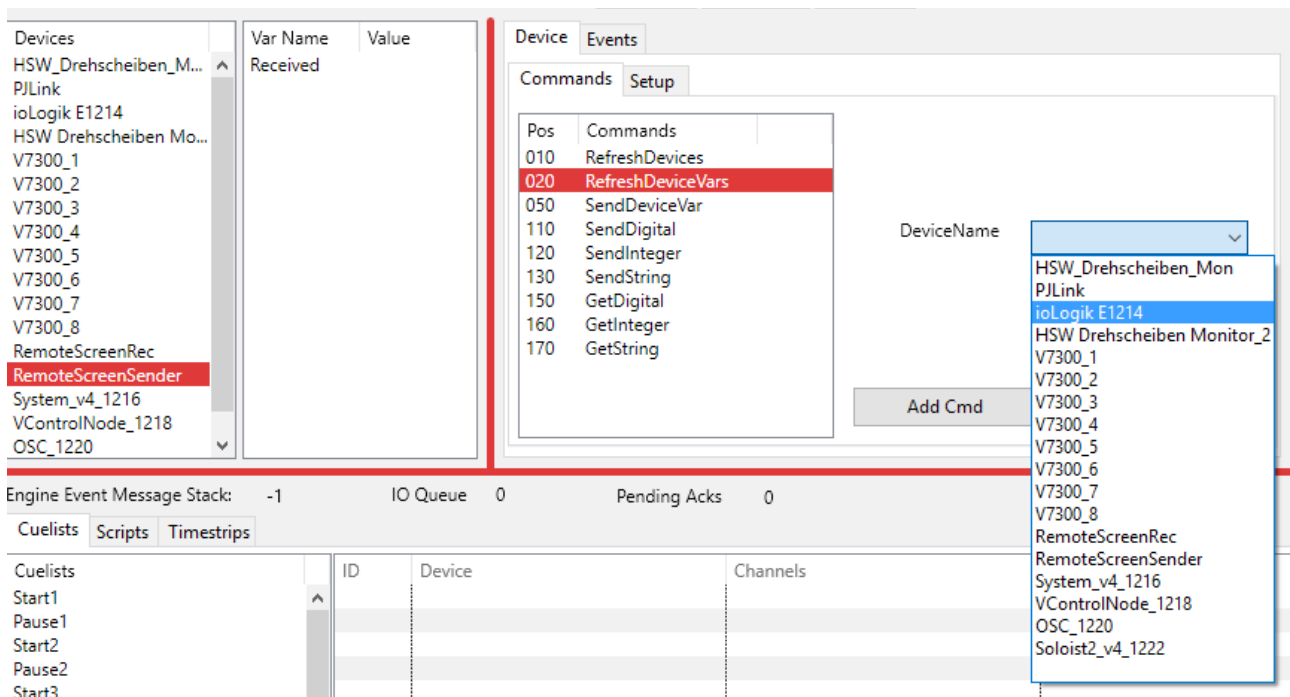 Devices
HSW_Drehscheiben_M...
PJLink
ioLogik E1214
HSW Drehscheiben Mo...
V7300_1
V7300_2
V7300_3
V7300_4
V7300_5
V7300_6
V7300_7
V7300_8
RemoteScreenRec
RemoteScreenSender
System_v4_1216
VControlNode_1218
OSC_1220
Var Name Value
Received
Device Events
Commands Setup
Pos Commands
010 RefreshDevices
020 RefreshDeviceVars
050 SendDeviceVar
110 SendDigital
120 SendInteger
130 SendString
150 GetDigital
160 GetInteger
170 GetString
DeviceName
HSW_Drehscheiben_Mon
PJLink
ioLogik E1214
HSW Drehscheiben Monitor_2
V7300_1
V7300_2
V7300_3
V7300_4
V7300_5
V7300_6
V7300_7
V7300_8
RemoteScreenRec
RemoteScreenSender
System_v4_1216
VControlNode_1218
OSC_1220
Soloist2_v4_1222
Add Cmd
Engine Event Message Stack: -1 IO Queue 0 Pending Acks 0
Cuelists Scripts Timestrips
Cuelists
Start1
Pause1
Start2
Pause2
Start3
ID Device Channels